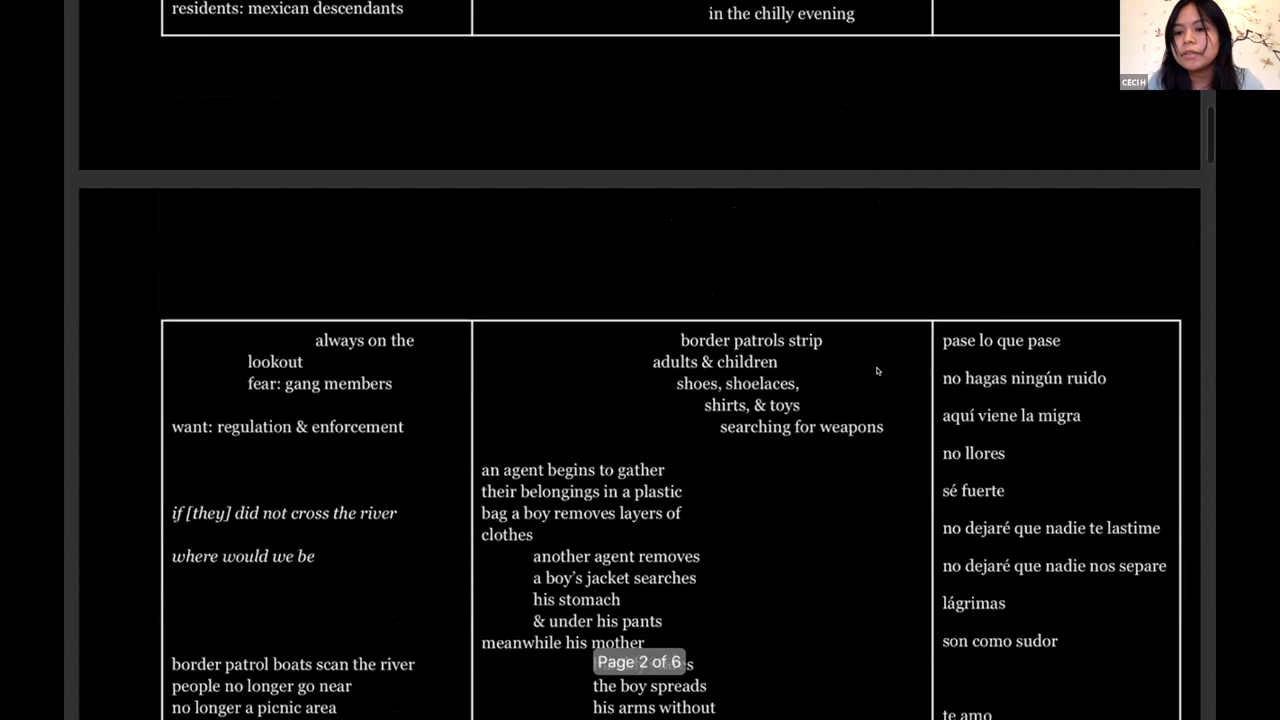 residents: mexican descendants
in the chilly evening
CECI H
always on the
lookout
fear: gang members
want: regulation & enforcement
if [they] did not cross the river
where would we be
border patrol boats scan the river
people no longer go near
no longer a picnic area
border patrols strip
adults & children
shoes, shoelaces,
shirts, & toys
searching for weapons
an agent begins to gather
their belongings in a plastic
bag a boy removes layers of
clothes
another agent removes
a boy's jacket searches
his stomach
& under his pants
meanwhile his mother
the boy spreads
his arms without
pase lo que pase
no hagas ningún ruido
aquí viene la migra
no llores
sé fuerte
no dejaré que nadie te lastime
no dejaré que nadie nos separe
lágrimas
son como sudor
te amo
Page 2 of 6